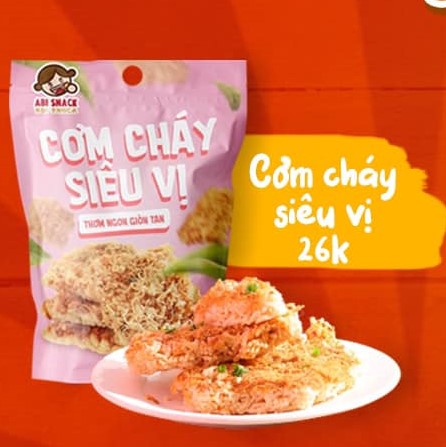 ABI SNACK
CƠM CHÁY
SIÊU VỊ
THƠM NGON GIÒN TAN
Cơm cháy
siêu vị
26k